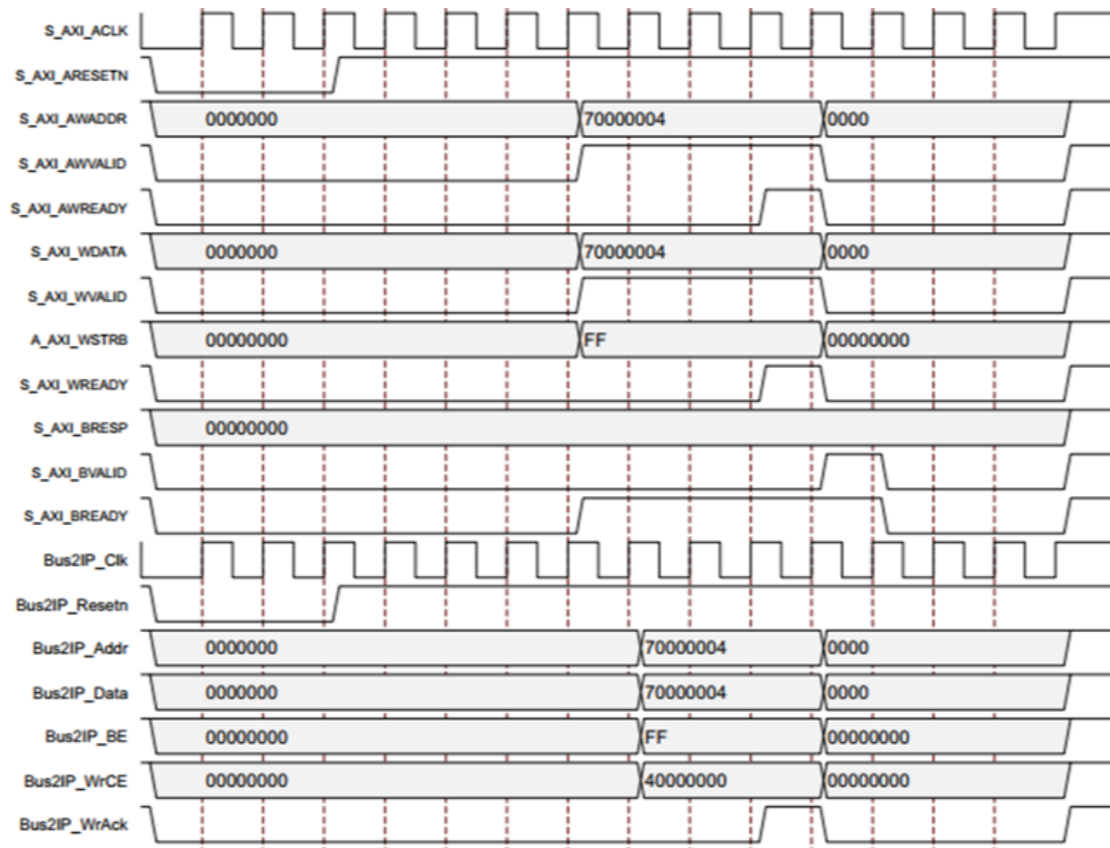 S_AXI_ACLK
S_AXI_ARESETN
S_AXI_AWADDR 0000000 70000004 0000
S_AXI_AWVALID
S_AXI_AWREADY
S_AXI_WDATA 0000000 70000004 0000
S_AXI_WVALID
A_AXI_WSTRB 00000000 FF 00000000
S_AXI_WREADY
S_AXI_BRESP 00000000
S_AXI_BVALID
S_AXI_BREADY
Bus2IP_Clk
Bus2IP_Resetn
Bus2IP_Addr 0000000 70000004 0000
Bus2IP_Data 0000000 70000004 0000
Bus2IP_BE 00000000 FF 00000000
Bus2IP_WrCE 00000000 40000000 00000000
Bus2IP_WrAck